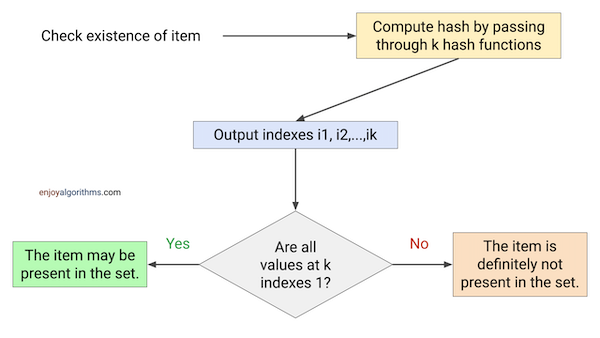 Check existence of item
Compute hash by passing
through k hash functions
Output indexes i1, i2,...,ik
enjoyalgorithms.com
Yes
No
The item may be
present in the set.
Are all
values at k
indexes 1?
The item is
definitely not
present in the set.